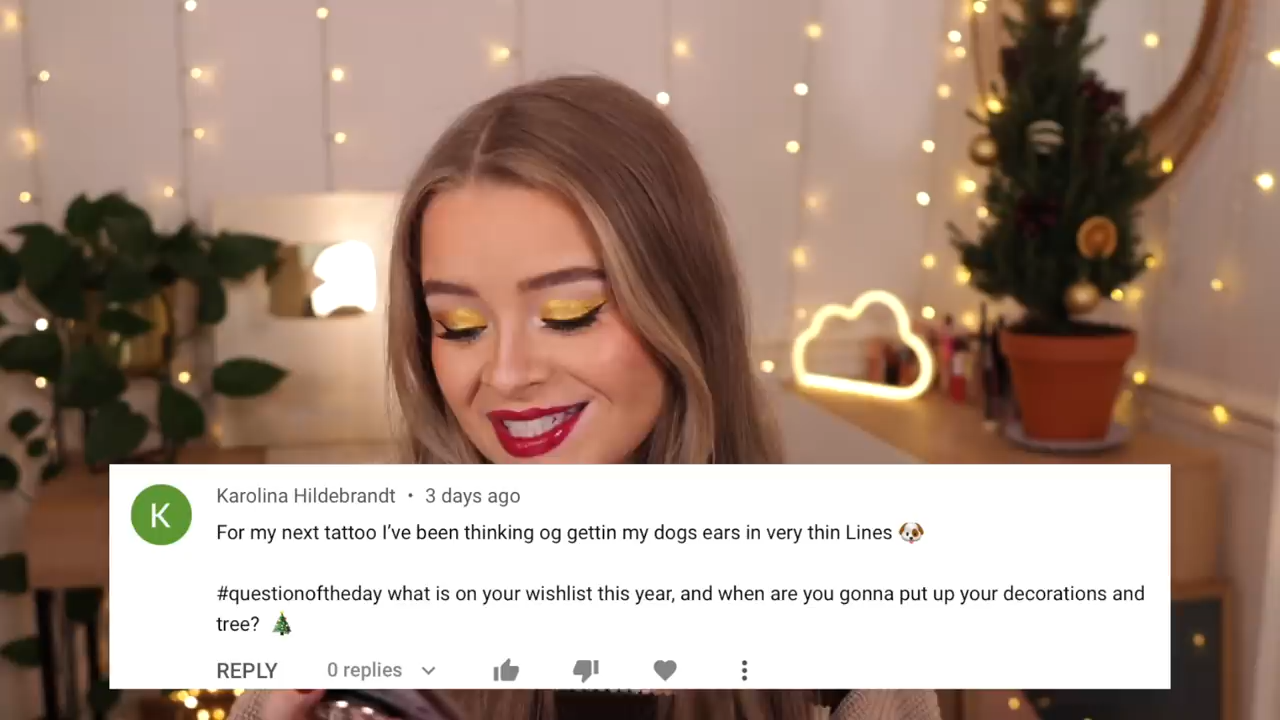 Karolina Hildebrandt • 3 days ago
For my next tattoo I've been thinking og gettin my dogs ears in very thin Lines 🐶
#questionoftheday what is on your wishlist this year, and when are you gonna put up your decorations and
tree? 🎄
REPLY 0 replies
K